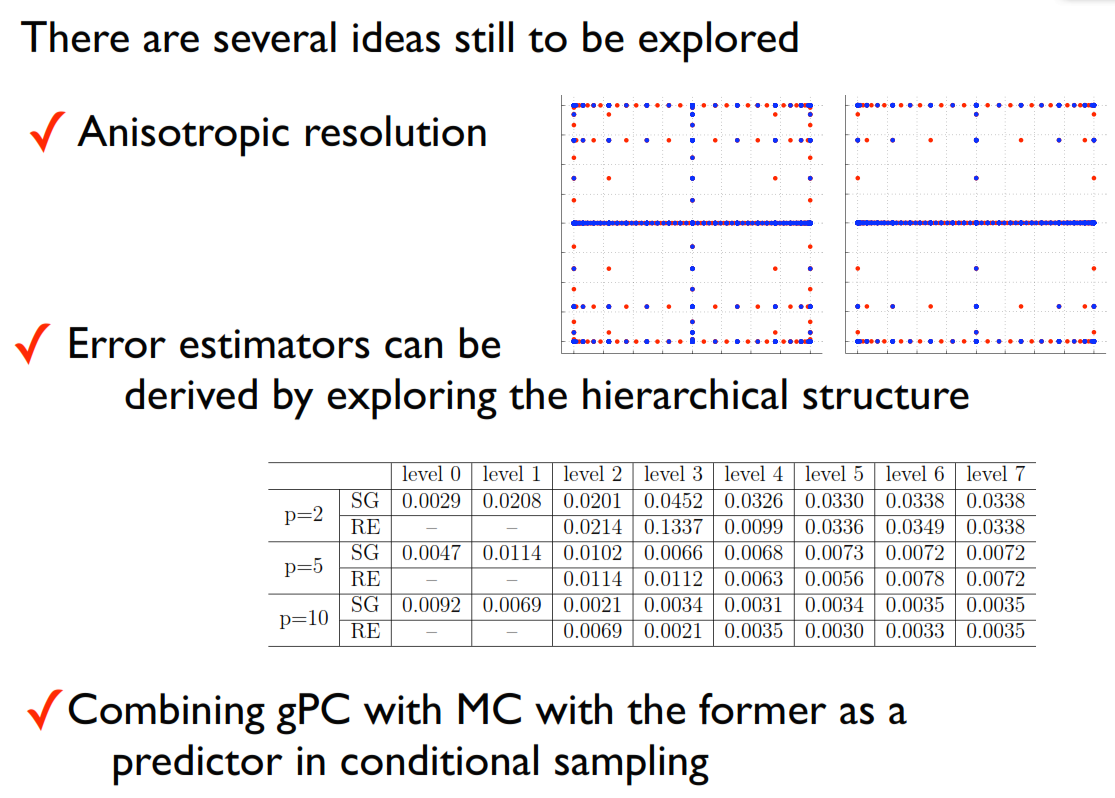 There are several ideas still to be explored
✓ Anisotropic resolution
✓ Error estimators can be
derived by exploring the hierarchical structure
level 0 level 1 level 2 level 3 level 4 level 5 level 6 level 7
p=2 SG 0.0029 0.0208 0.0201 0.0452 0.0326 0.0330 0.0338 0.0338
RE – – 0.0214 0.1337 0.0099 0.0336 0.0349 0.0338
p=5 SG 0.0047 0.0114 0.0102 0.0066 0.0068 0.0073 0.0072 0.0072
RE – – 0.0114 0.0112 0.0063 0.0056 0.0078 0.0072
p=10 SG 0.0092 0.0069 0.0021 0.0034 0.0031 0.0034 0.0035 0.0035
RE – – 0.0069 0.0021 0.0035 0.0030 0.0033 0.0035
✓ Combining gPC with MC with the former as a
predictor in conditional sampling